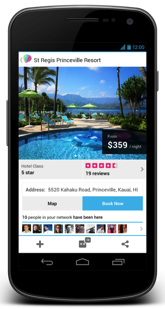 St Regis Princeville Resort
From
$359 / night
Hotel Class
5 star
19 reviews
Address: 5520 Kahaku Road, Princeville, Kauai, HI
Map
Book Now
10 people in your network have been here